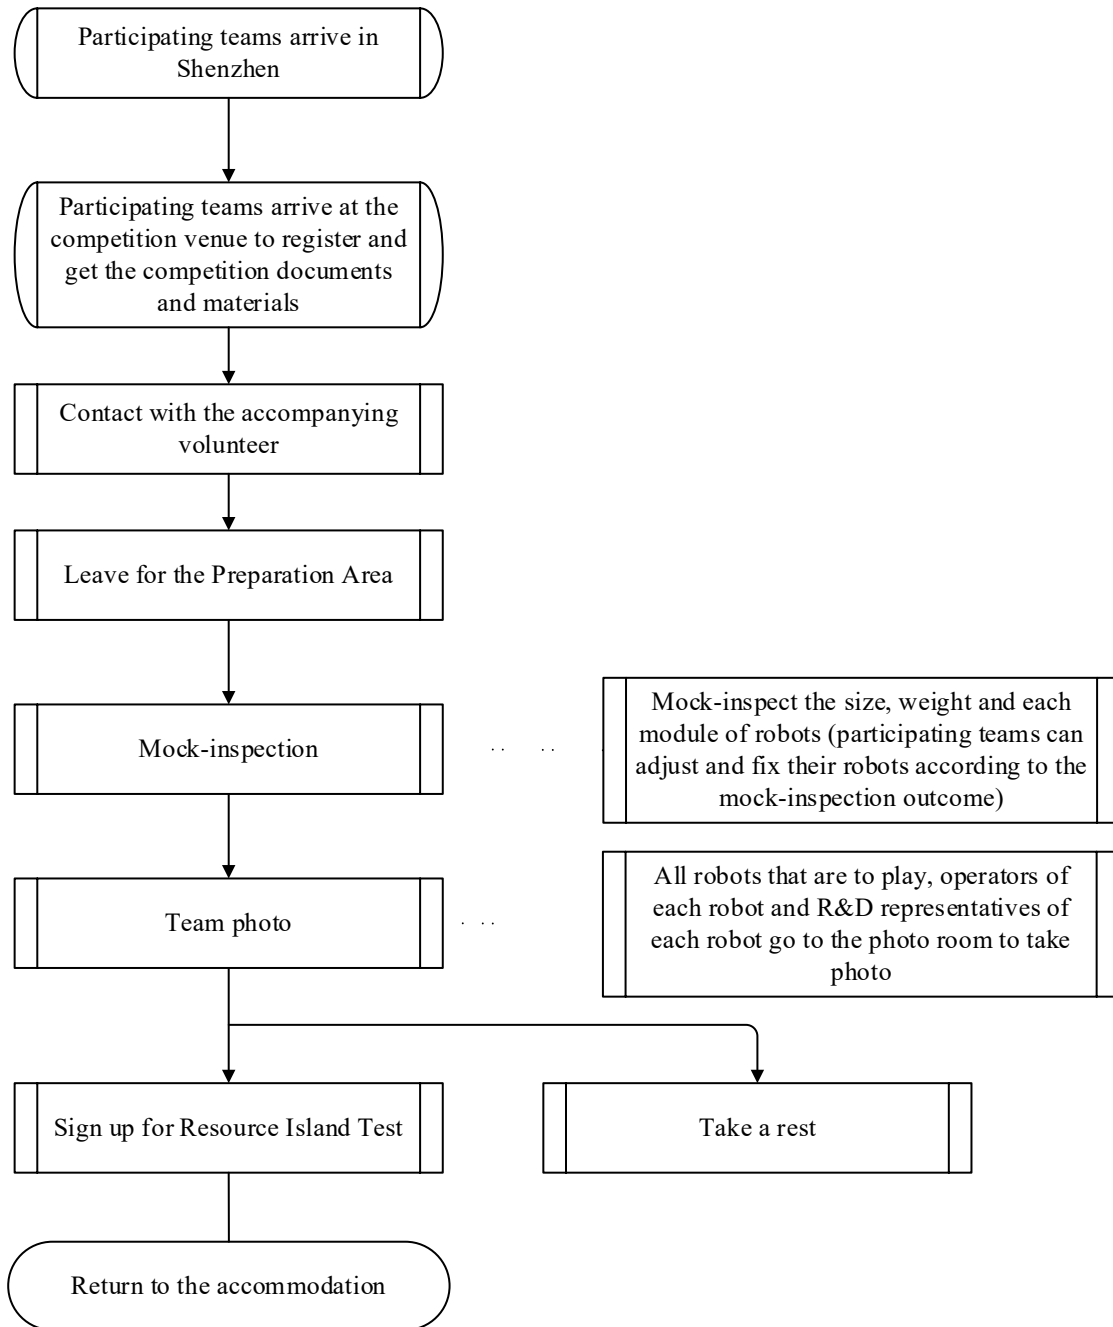 Participating teams arrive in
Shenzhen
Participating teams arrive at the
competition venue to register and
get the competition documents
and materials
Contact with the accompanying
volunteer
Leave for the Preparation Area
Mock-inspection
Mock-inspect the size, weight and each
module of robots (participating teams can
adjust and fix their robots according to the
mock-inspection outcome)
Team photo
All robots that are to play, operators of
each robot and R&D representatives of
each robot go to the photo room to take
photo
Sign up for Resource Island Test
Take a rest
Return to the accommodation